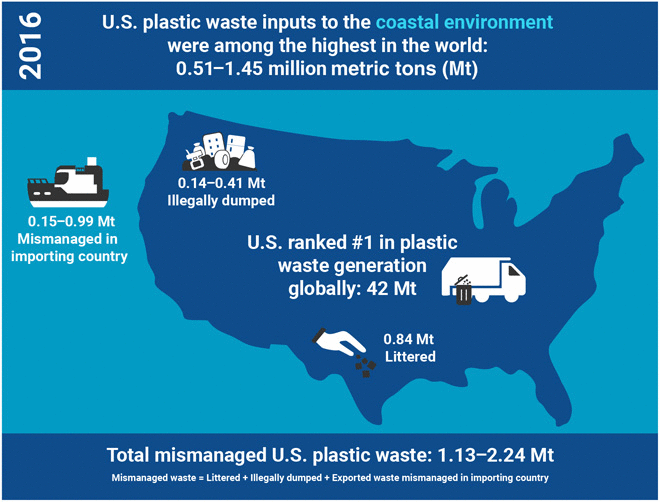 2016
U.S. plastic waste inputs to the coastal environment
were among the highest in the world:
0.51–1.45 million metric tons (Mt)
0.14–0.41 Mt
Illegally dumped
0.15–0.99 Mt
Mismanaged in
importing country
U.S. ranked #1 in plastic
waste generation
globally: 42 Mt
0.84 Mt
Littered
Total mismanaged U.S. plastic waste: 1.13–2.24 Mt
Mismanaged waste = Littered + Illegally dumped + Exported waste mismanaged in importing country